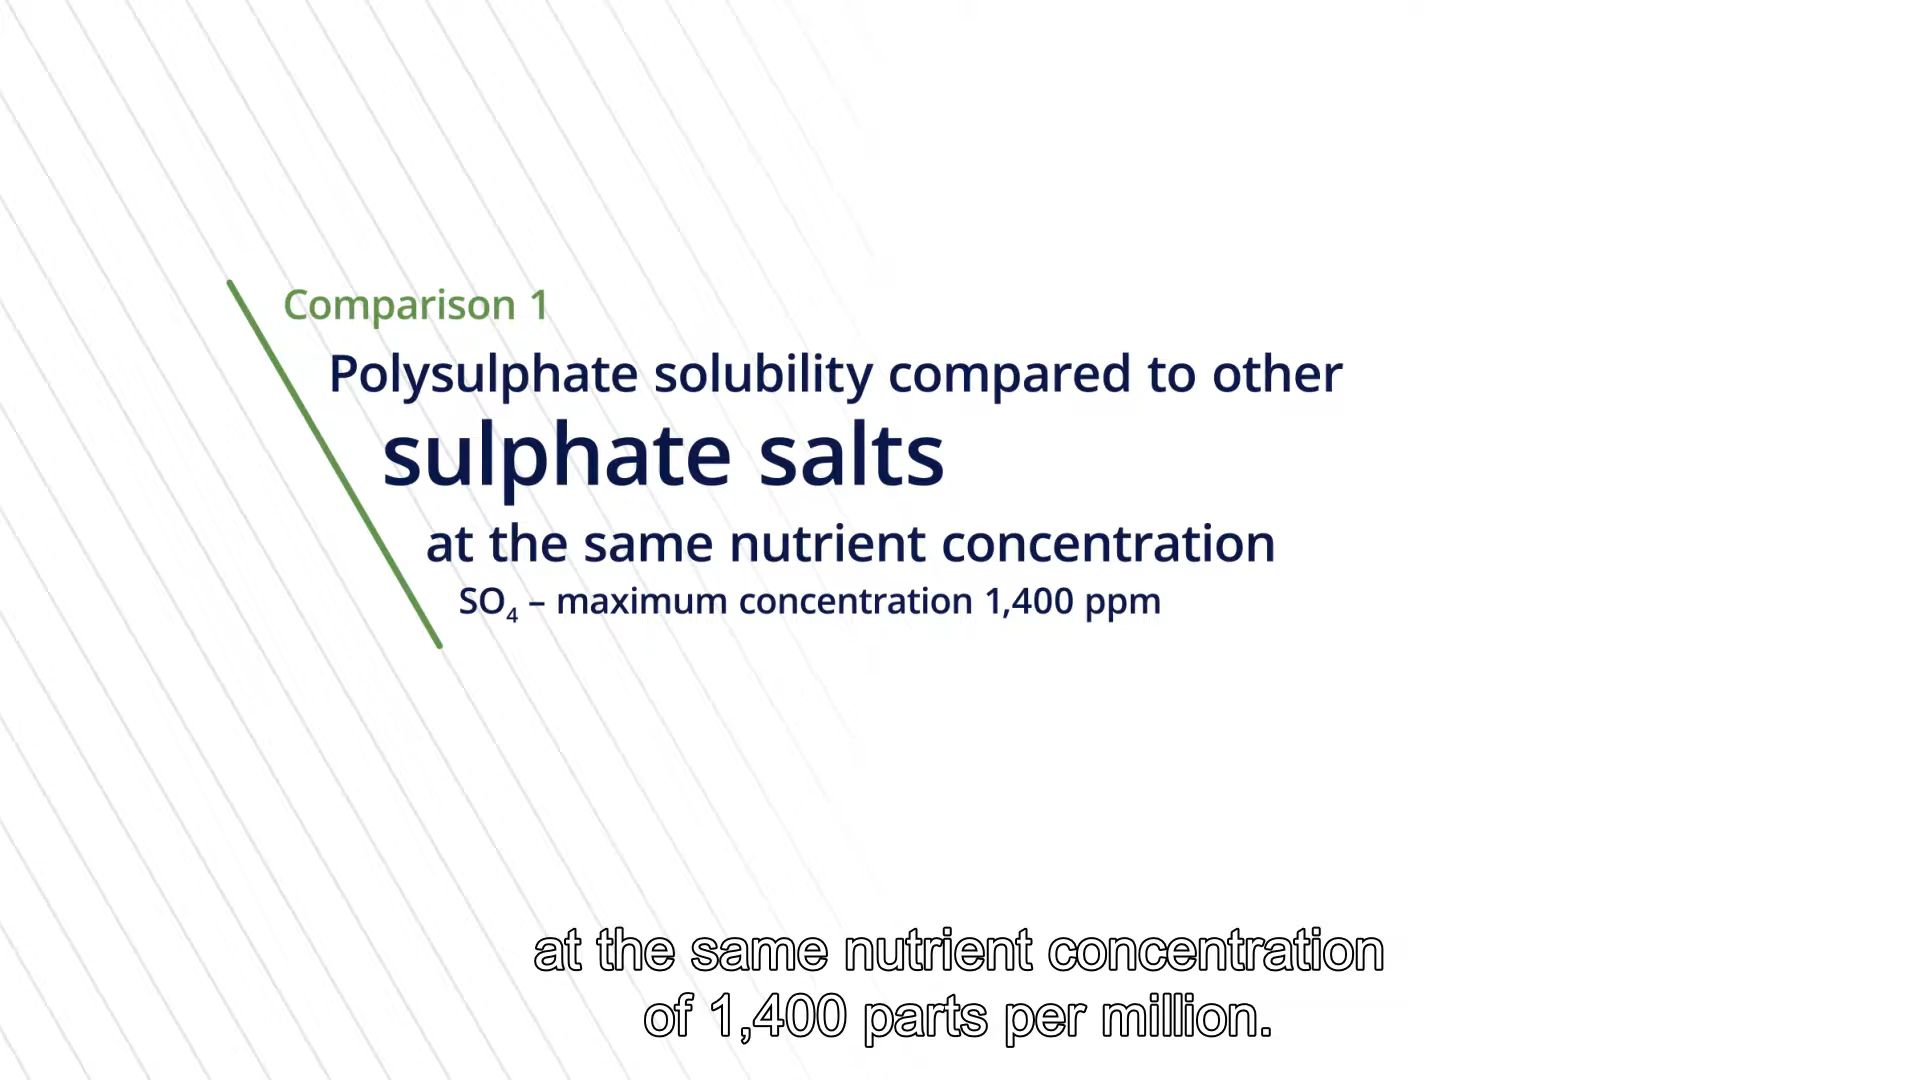 Comparison 1
Polysulphate solubility compared to other
sulphate salts
at the same nutrient concentration
SO₄ – maximum concentration 1,400 ppm
at the same nutrient concentration
of 1,400 parts per million.